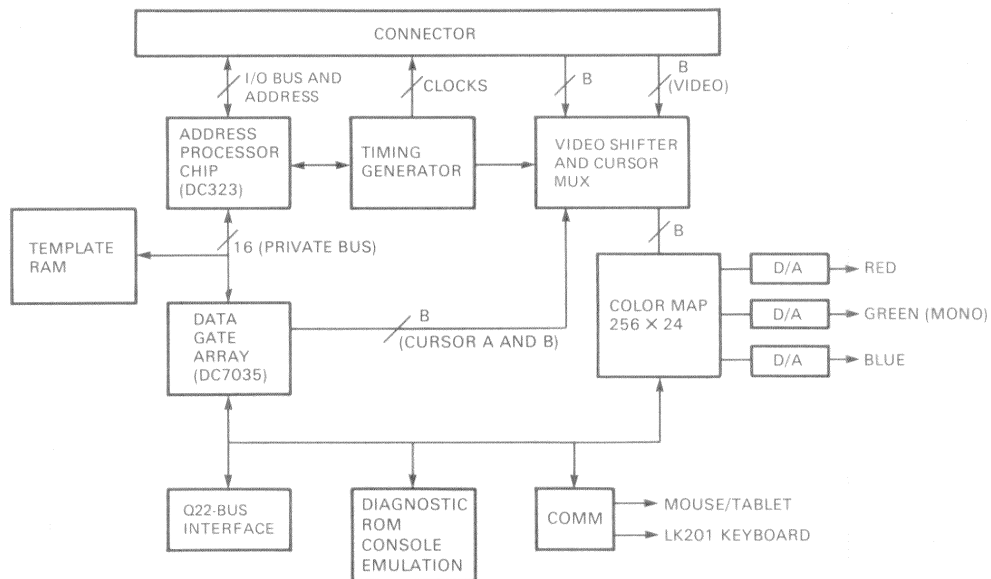 CONNECTOR
I/O BUS AND
ADDRESS
CLOCKS
B
B
(VIDEO)
ADDRESS
PROCESSOR
CHIP
(DC323)
TIMING
GENERATOR
VIDEO SHIFTER
AND CURSOR
MUX
TEMPLATE
RAM
16 (PRIVATE BUS)
B
D/A
RED
COLOR MAP
256 × 24
D/A
GREEN (MONO)
D/A
BLUE
DATA
GATE
ARRAY
(DC7035)
B
(CURSOR A AND B)
Q22-BUS
INTERFACE
DIAGNOSTIC
ROM
CONSOLE
EMULATION
COMM
MOUSE/TABLET
LK201 KEYBOARD